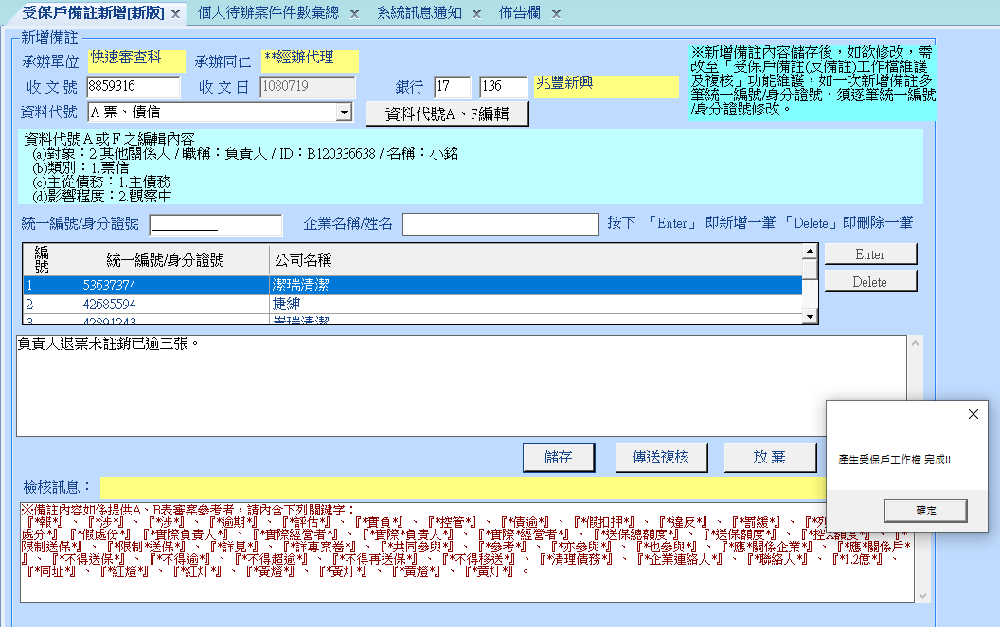 受保戶備註新增[新版] x 個人待辦案件件數彙總 x 系統訊息通知 x 佈告欄 x
新增備註
承辦單位 快速審查科 承辦同仁 **經辦代理
收 文 號 8859316 收 文 日 1080719 銀行 17 136 兆豐新興
資料代號 A 票、債信 資料代號A、F編輯
※新增備註內容儲存後，如欲修改，需
改至「受保戶備註(反備註)工作檔維護
及複核」功能維護，如一次新增備註多
筆統一編號/身分證號，須逐筆統一編號
/身分證號修改。
資料代號Ａ或Ｆ之編輯內容
(a)對象：2.其他關係人 / 職稱：負責人 / ID：B120336638 / 名稱：小銘
(b)類別：1.票信
(c)主從債務：1.主債務
(d)影響程度：2.觀察中
統一編號/身分證號 __________ 企業名稱/姓名 按下 「Enter」 即新增一筆 「Delete」即刪除一筆
編號 統一編號/身分證號 公司名稱
1 53637374 潔瑞清潔
2 42685594 捷紳
3 42891243 崇瑞清潔
Enter
Delete
負責人退票未註銷已逾三張。
儲存 傳送複核 放 棄
產生受保戶工作檔 完成!!
確定
檢核訊息：
※備註內容如係提供A、B表審案參考者，請內含下列關鍵字：
『*報*』、『*涉*』、『*涉*』、『*逾期*』、『*評估*』、『*實負*』、『*控管*』、『*債逾*』、『*假扣押*』、『*違反*』、『*罰緩*』、
處分*』『*假處份*』『*實際負責人*』、『*實際經營者*』、『*實際*負責人*』、『*實際*經營者*』、『*送保總額度*』、『*送保額度*』、
限制送保*』、『*限制*送保*』、『*詳見*』、『*詳專案卷*』、『*共同參與*』、『*參考*』、『*亦參與*』、『*也參與*』、『*應*關係企業*』、『*應*關係戶*
』、『*不得送保*』、『*不得逾*』、『*不得超逾*』、『*不得再送保*』、『*不得移送*』、『*清理債務*』、『*企業連絡人*』、『*聯絡人*』、『*1.2億*』、
『*同址*』、『*紅燈*』、『*紅灯*』、『*黃燈*』、『*黃灯*』、『*黄燈*』、『*黄灯*』。